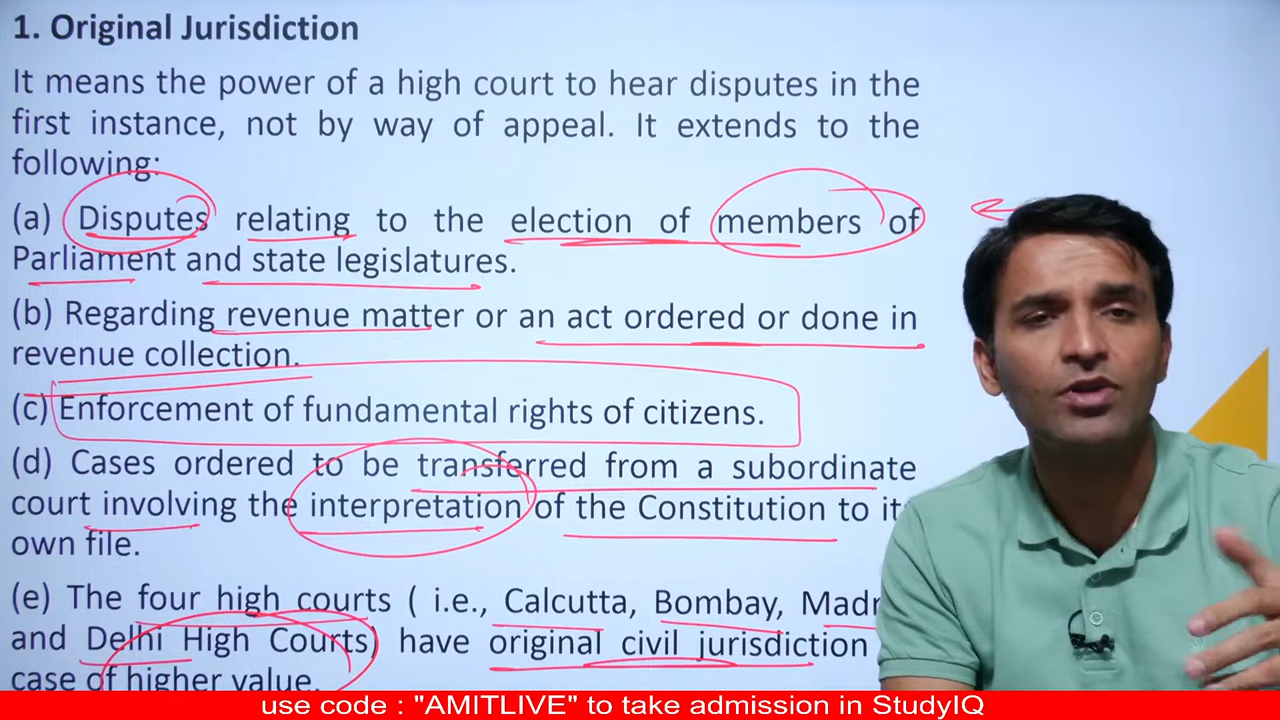 1. Original Jurisdiction
It means the power of a high court to hear disputes in the
first instance, not by way of appeal. It extends to the
following:
(a) Disputes relating to the election of members of
Parliament and state legislatures.
(b) Regarding revenue matter or an act ordered or done in
revenue collection.
(c) Enforcement of fundamental rights of citizens.
(d) Cases ordered to be transferred from a subordinate
court involving the interpretation of the Constitution to
own file.
(e) The four high courts ( i.e., Calcutta, Bombay,
and Delhi High Courts) have original civil jurisdiction
case of higher value.
use code : "AMITLIVE" to take admission in StudyIQ